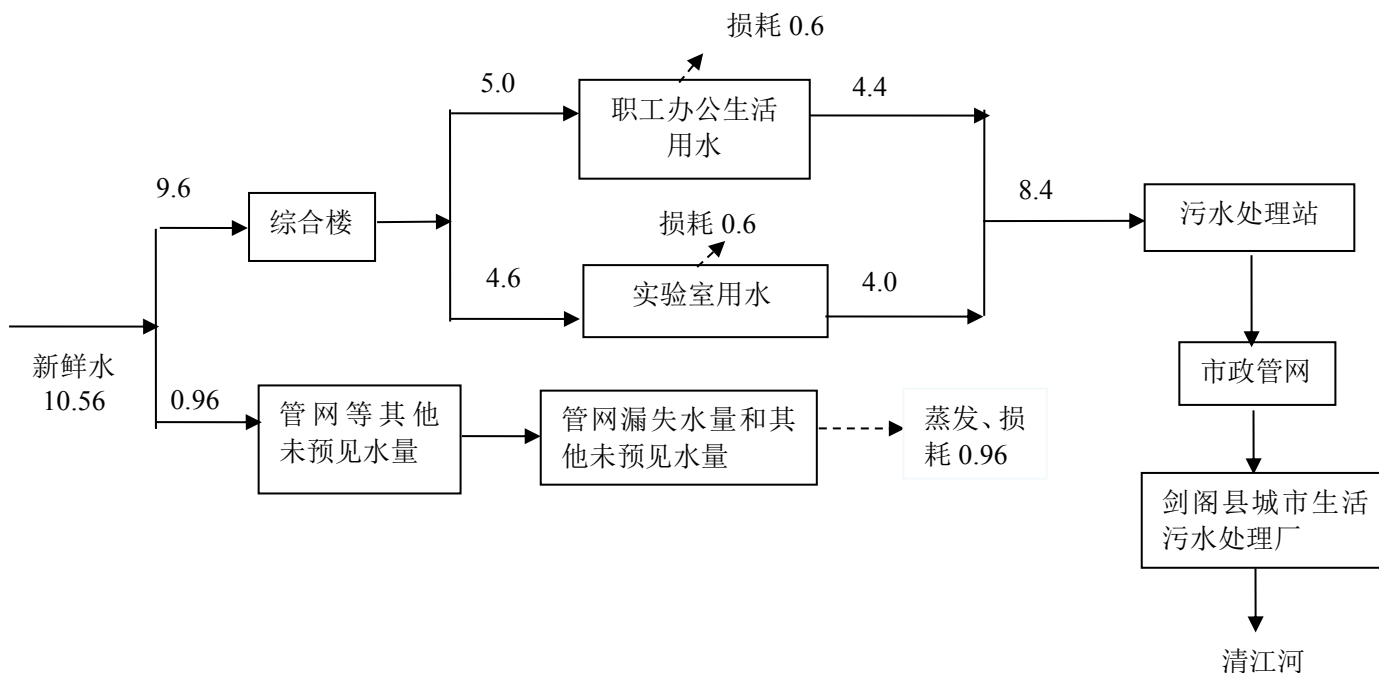 损耗 0.6
5.0
职工办公生活
用水
4.4
9.6
综合楼
8.4
污水处理站
损耗 0.6
4.6
实验室用水
4.0
新鲜水
10.56
0.96
管网等其他
未预见水量
管网漏失水量和其
他未预见水量
蒸发、损
耗 0.96
市政管网
剑阁县城市生活
污水处理厂
清江河